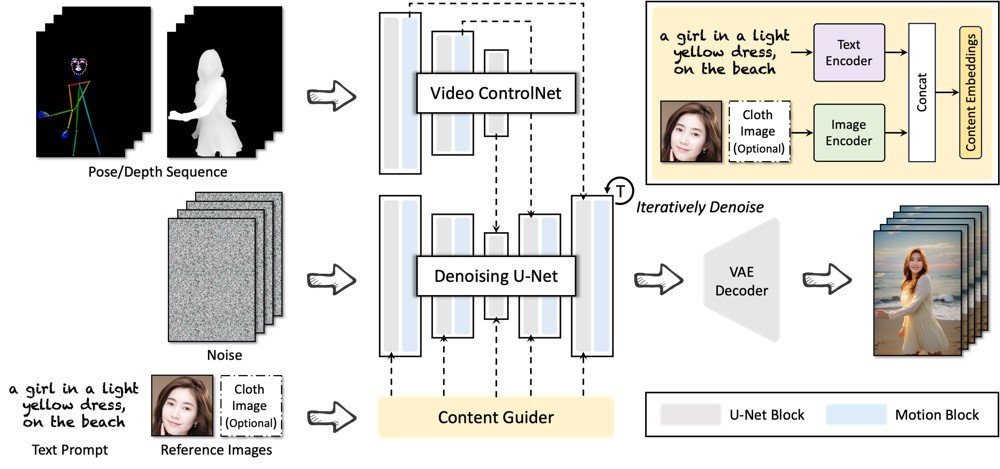 Pose/Depth Sequence
Video ControlNet
a girl in a light
yellow dress,
on the beach
Text
Encoder
Cloth
Image
(Optional)
Image
Encoder
Concat
Content Embeddings
T
Iteratively Denoise
Noise
Denoising U-Net
VAE
Decoder
a girl in a light
yellow dress,
on the beach
Text Prompt
Cloth
Image
(Optional)
Reference Images
Content Guider
U-Net Block
Motion Block